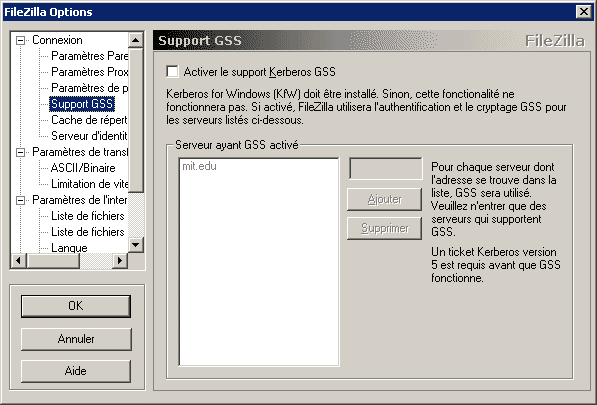 FileZilla Options
Connexion
Paramètres Pare
Paramètres Prox
Paramètres de p
Support GSS
Cache de répert
Serveur d'identit
Paramètres de transf
ASCII/Binaire
Limitation de vite
Paramètres de l'inter
Liste de fichiers
Liste de fichiers
Langue
OK
Annuler
Aide
Support GSS
FileZilla
Activer le support Kerberos GSS
Kerberos for Windows (KfW) doit être installé. Sinon, cette fonctionalité ne
fonctionnera pas. Si activé, FileZilla utilisera l'authentification et le cryptage GSS pour
les serveurs listés ci-dessous.
Serveur ayant GSS activé
mit.edu
Ajouter
Supprimer
Pour chaque serveur dont
l'adresse se trouve dans la
liste, GSS sera utilisé.
Veuillez n'entrer que des
serveurs qui supportent
GSS.
Un ticket Kerberos version
5 est requis avant que GSS
fonctionne.